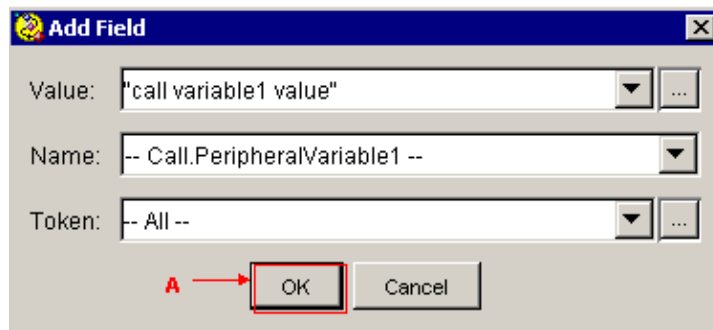 Add Field
Value: "call variable1 value" ...
Name: -- Call.PeripheralVariable1 --
Token: -- All -- ...
A OK Cancel